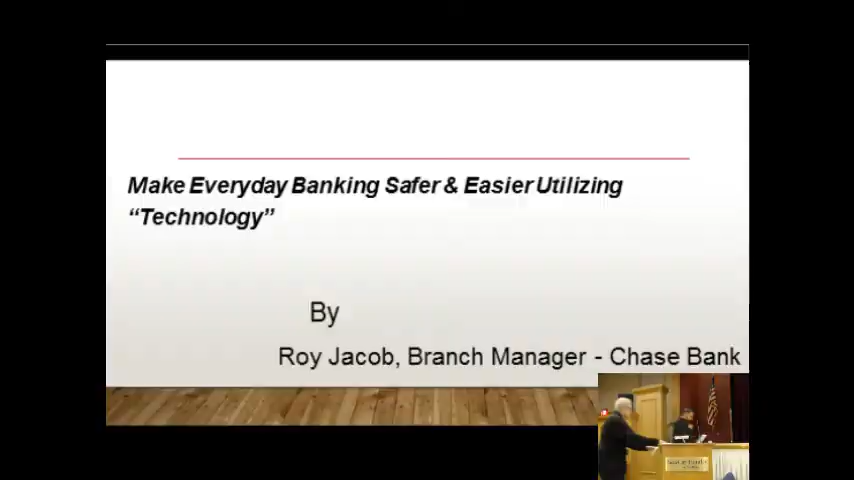 Make Everyday Banking Safer & Easier Utilizing
“Technology”
By
Roy Jacob, Branch Manager - Chase Bank